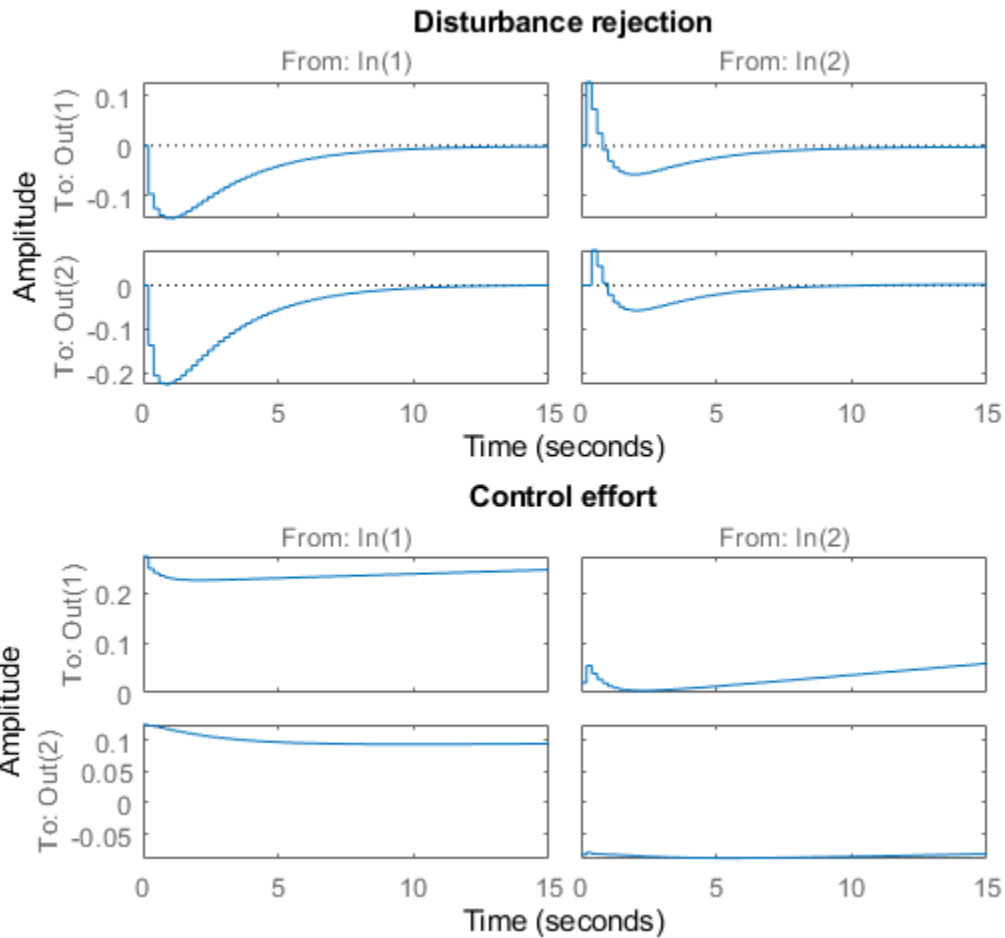 Disturbance rejection
From: In(1)
From: In(2)
Amplitude
To: Out(1)
0.1
0
-0.1
To: Out(2)
0
-0.1
-0.2
0
5
10
15
0
5
10
15
Time (seconds)
Control effort
From: In(1)
From: In(2)
Amplitude
To: Out(1)
0.2
0.1
0
To: Out(2)
0.1
0.05
0
-0.05
0
5
10
15
0
5
10
15
Time (seconds)